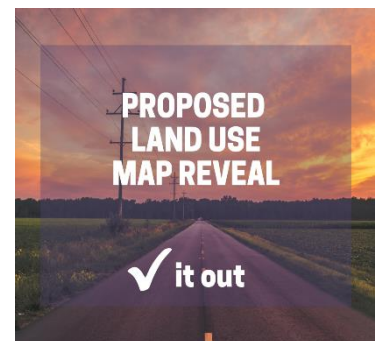 PROPOSED
LAND USE
MAP REVEAL
✓ it out